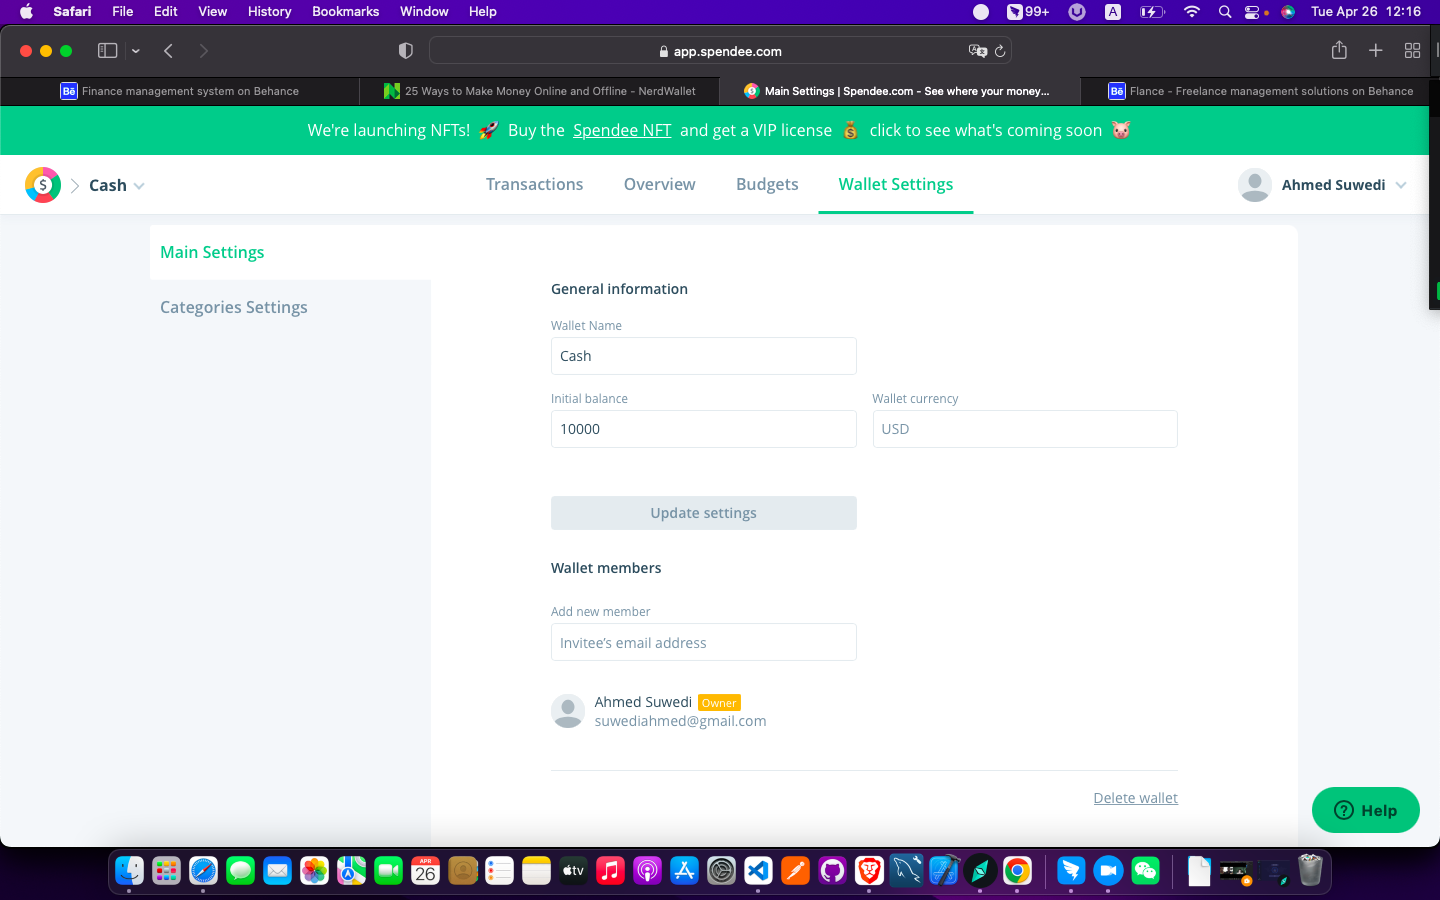 Safari File Edit View History Bookmarks Window Help 99+ A Tue Apr 26 12:16
app.spendee.com
Bē Finance management system on Behance
25 Ways to Make Money Online and Offline - NerdWallet
Main Settings | Spendee.com - See where your money...
Bē Flance - Freelance management solutions on Behance
We're launching NFTs! 🚀 Buy the Spendee NFT and get a VIP license 💰 click to see what's coming soon 🐷
$ Cash Transactions Overview Budgets Wallet Settings Ahmed Suwedi
Main Settings
Categories Settings
General information
Wallet Name
Cash
Initial balance Wallet currency
10000 USD
Update settings
Wallet members
Add new member
Invitee’s email address
Ahmed Suwedi Owner
suwediahmed@gmail.com
Delete wallet
? Help
APR
26
tv